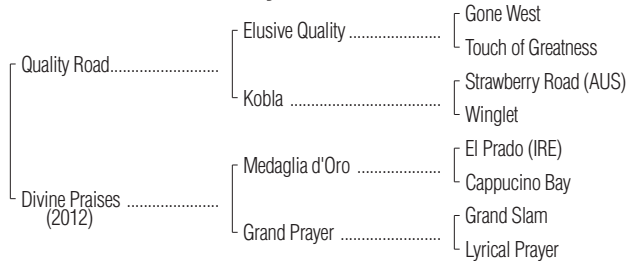 Gone West
Elusive Quality ....................
Touch of Greatness
Quality Road........................
Strawberry Road (AUS)
Kobla .................................
Winglet
El Prado (IRE)
Medaglia d'Oro ..................
Cappucino Bay
Divine Praises ....................
(2012)
Grand Slam
Grand Prayer ......................
Lyrical Prayer